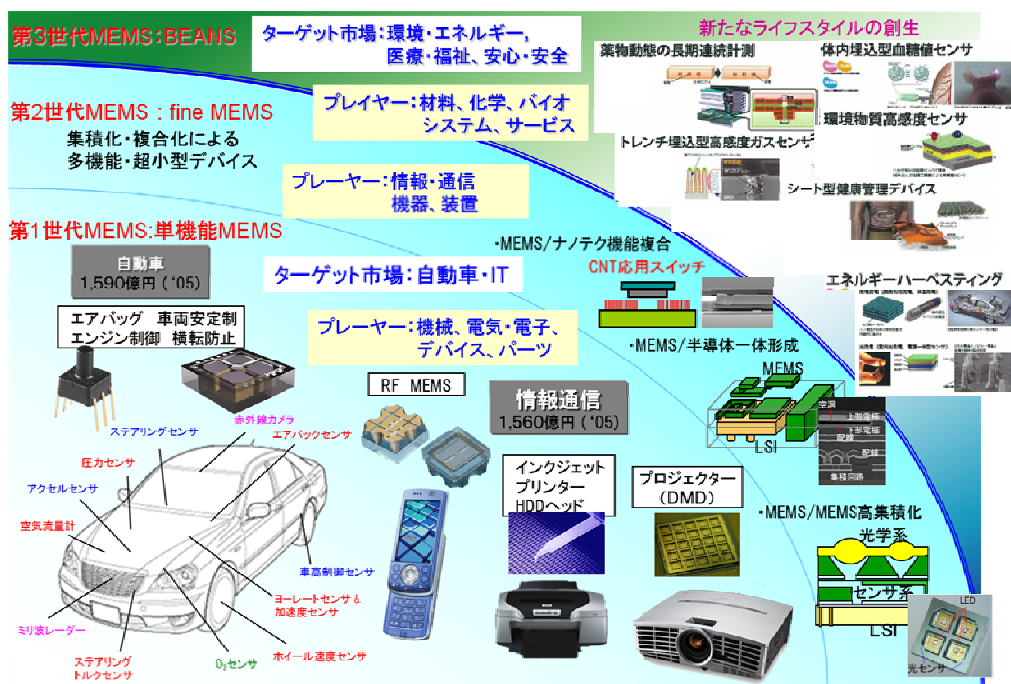 第3世代MEMS：BEANS
ターゲット市場：環境・エネルギー，
医療・福祉、安心・安全
新たなライフスタイルの創生
薬物動態の長期連続計測
体内埋込型血糖値センサ
第2世代MEMS：fine MEMS
集積化・複合化による
多機能・超小型デバイス
プレイヤー：材料、化学、バイオ
システム、サービス
環境物質高感度センサ
トレンチ埋込型高感度ガスセンサ
プレーヤー：情報・通信
機器、装置
シート型健康管理デバイス
第1世代MEMS:単機能MEMS
・MEMS/ナノテク機能複合
CNT応用スイッチ
自動車
1,590億円（‘05）
ターゲット市場：自動車・IT
エネルギーハーベスティング
エアバッグ　車両安定制
エンジン制御　横転防止
プレーヤー：機械、電気・電子、
デバイス、パーツ
・MEMS/半導体一体形成
MEMS
LSI
空洞
上部電極
下部電極
配線
配線
集積回路
RF MEMS
情報通信
1,560億円（‘05）
赤外線カメラ
ステアリングセンサ
エアバックセンサ
圧力センサ
アクセルセンサ
空気流量計
インクジェット
プリンター
HDDヘッド
プロジェクター
（DMD）
・MEMS/MEMS高集積化
光学系
センサ系
LSI
LED
光センサ
車高制御センサ
ヨーレートセンサ＆
加速度センサ
ミリ波レーダー
ステアリング
トルクセンサ
O₂センサ
ホイール速度センサ